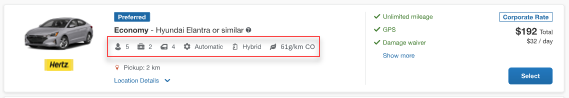 Preferred
Economy - Hyundai Elantra or similar
5 2 4 Automatic Hybrid 61g/km CO
Hertz
Pickup: 2 km
Location Details
Unlimited mileage
GPS
Damage waiver
Show more
Corporate Rate
$192 Total
$32 / day
Select